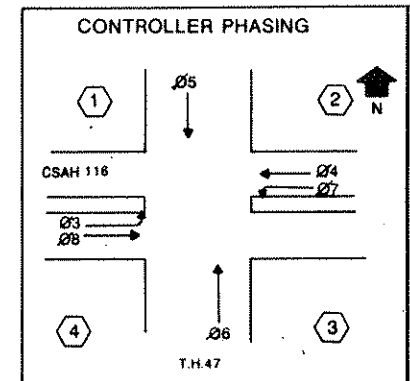 CONTROLLER PHASING
1
Ø5
2
N
CSAH 116
Ø4
Ø7
Ø3
Ø8
4
Ø6
3
T.H.47